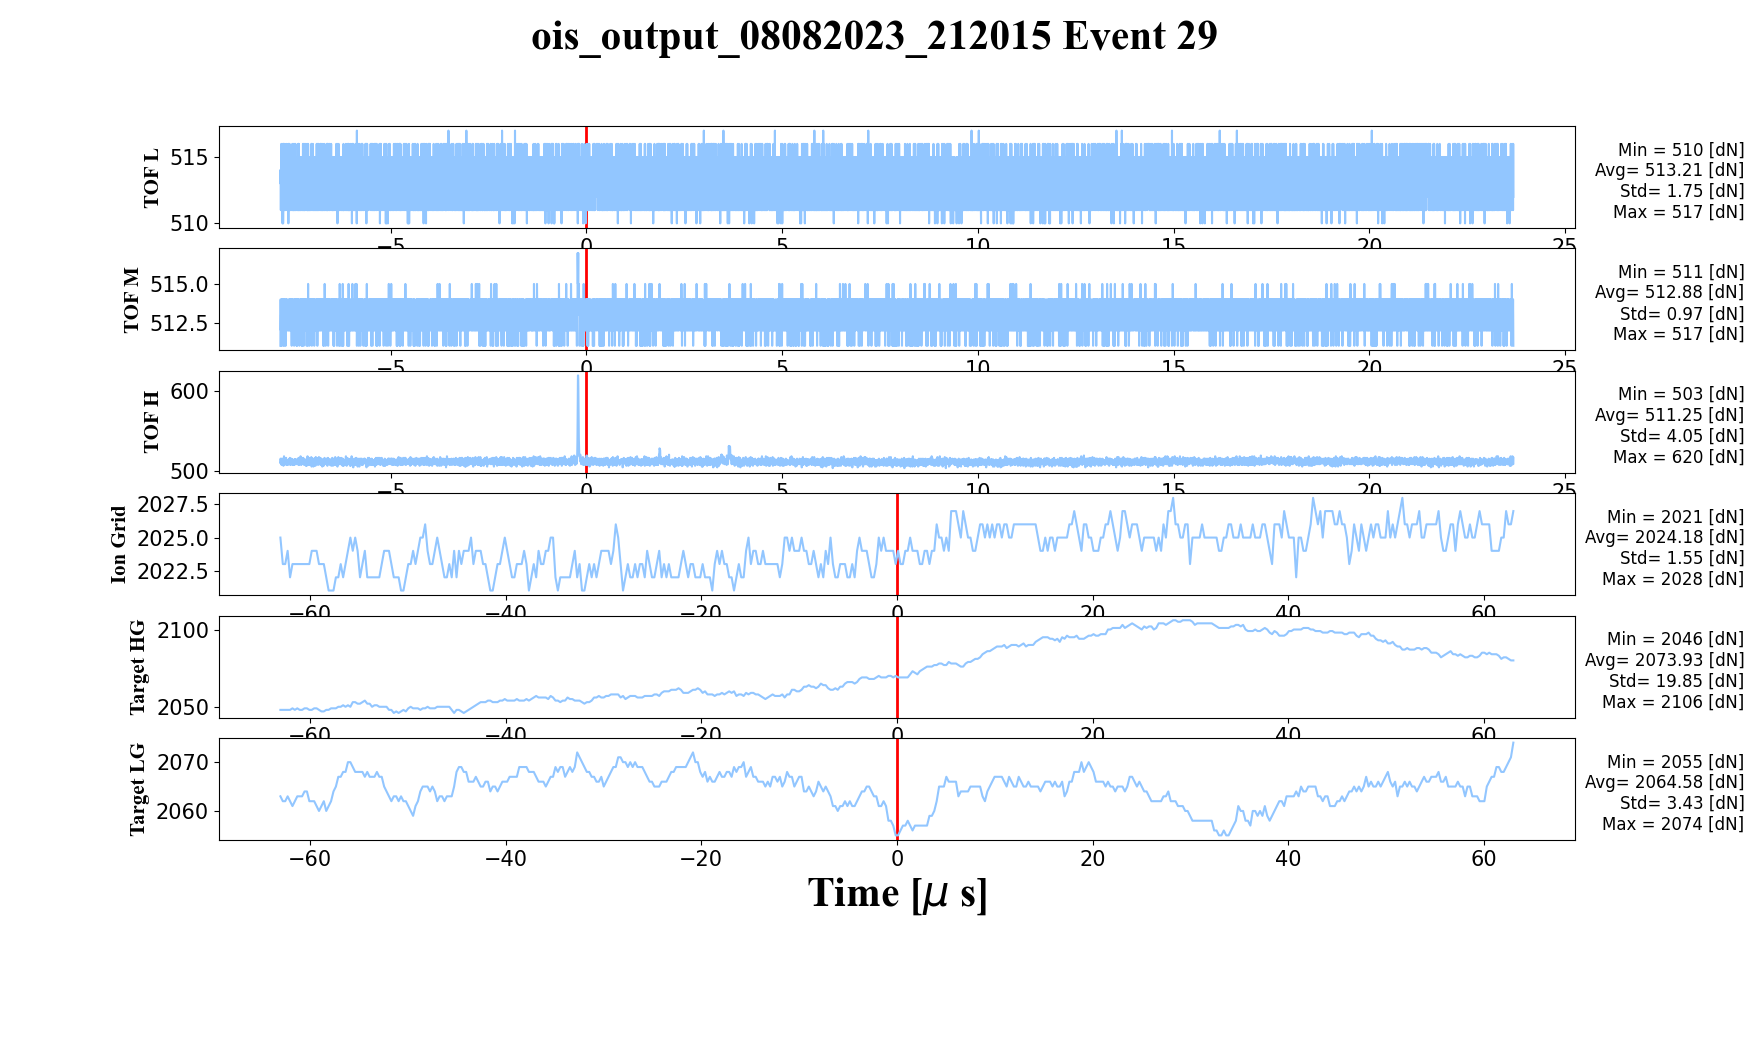 ois_output_08082023_212015 Event 29
TOF L
515
510
−5
0
5
10
15
20
25
Min = 510 [dN]
Avg= 513.21 [dN]
Std= 1.75 [dN]
Max = 517 [dN]
TOF M
515.0
512.5
−5
0
5
10
15
20
25
Min = 511 [dN]
Avg= 512.88 [dN]
Std= 0.97 [dN]
Max = 517 [dN]
TOF H
600
500
−5
0
5
10
15
20
25
Min = 503 [dN]
Avg= 511.25 [dN]
Std= 4.05 [dN]
Max = 620 [dN]
Ion Grid
2027.5
2025.0
2022.5
−60
−40
−20
0
20
40
60
Min = 2021 [dN]
Avg= 2024.18 [dN]
Std= 1.55 [dN]
Max = 2028 [dN]
Target HG
2100
2050
−60
−40
−20
0
20
40
60
Min = 2046 [dN]
Avg= 2073.93 [dN]
Std= 19.85 [dN]
Max = 2106 [dN]
Target LG
2070
2060
−60
−40
−20
0
20
40
60
Min = 2055 [dN]
Avg= 2064.58 [dN]
Std= 3.43 [dN]
Max = 2074 [dN]
Time [μ s]